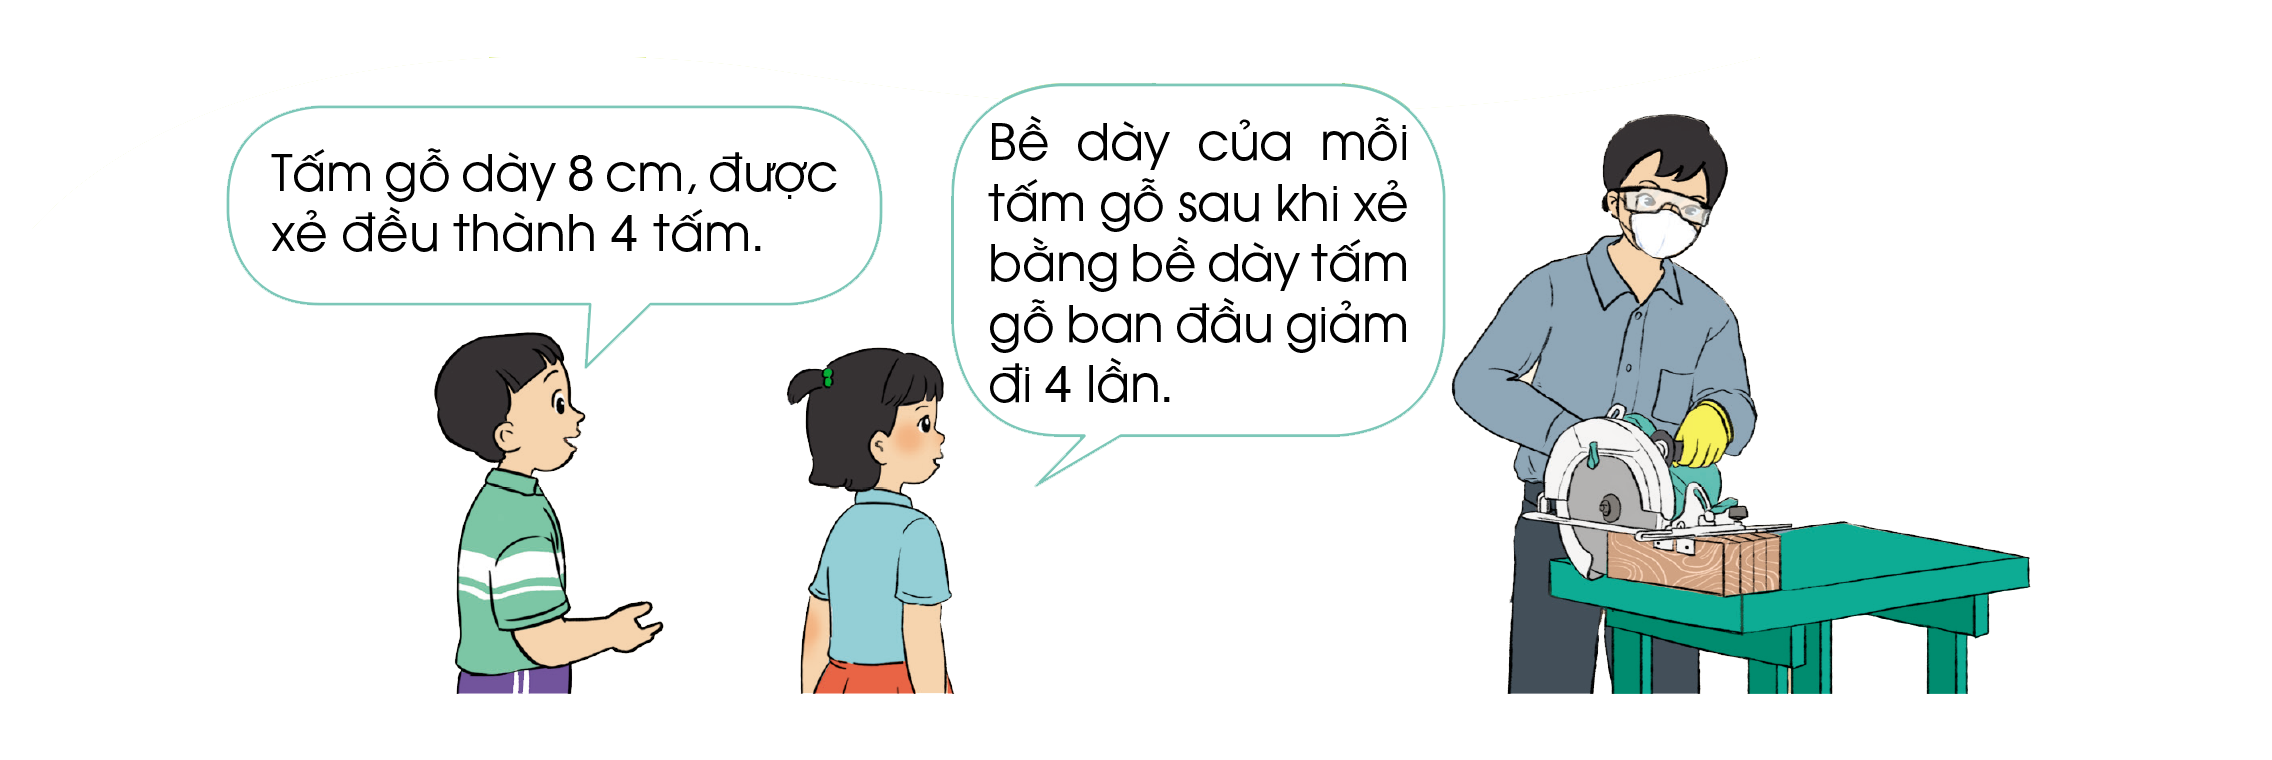 Tấm gỗ dày 8 cm, được
xẻ đều thành 4 tấm.
Bề dày của mỗi
tấm gỗ sau khi xẻ
bằng bề dày tấm
gỗ ban đầu giảm
đi 4 lần.